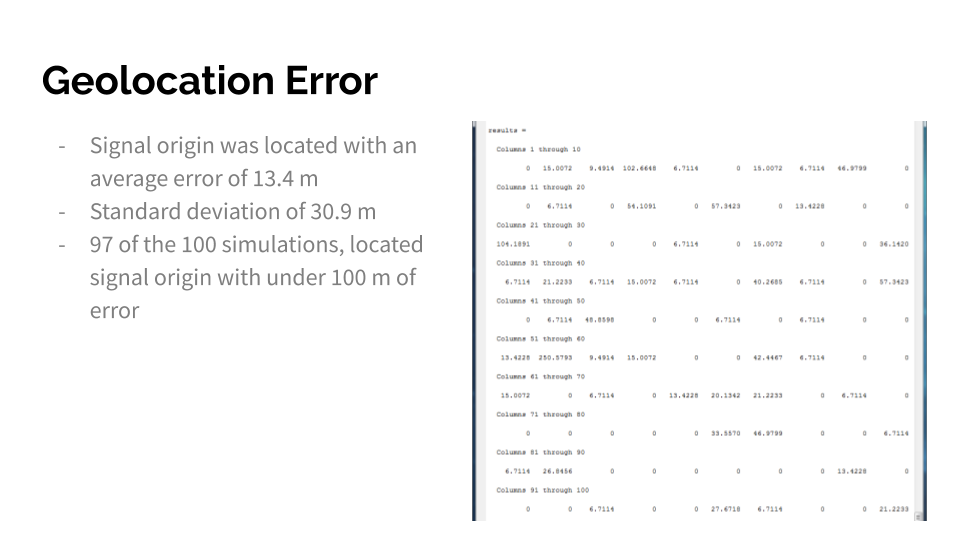 Geolocation Error
- Signal origin was located with an
average error of 13.4 m
- Standard deviation of 30.9 m
- 97 of the 100 simulations, located
signal origin with under 100 m of
error
results =
Columns 1 through 10
0 15.0072 9.4914 102.6648 6.7114 0 15.0072 6.7114 46.9799 0
Columns 11 through 20
0 6.7114 0 54.1091 0 57.3423 0 13.4228 0 0
Columns 21 through 30
104.1891 0 0 0 6.7114 0 15.0072 0 0 36.1420
Columns 31 through 40
6.7114 21.2233 6.7114 15.0072 6.7114 0 40.2685 6.7114 0 57.3423
Columns 41 through 50
0 6.7114 48.8598 0 0 6.7114 0 6.7114 0 0
Columns 51 through 60
13.4228 250.5793 9.4914 15.0072 0 0 42.4467 6.7114 0 0
Columns 61 through 70
15.0072 0 6.7114 0 13.4228 20.1342 21.2233 0 6.7114 0
Columns 71 through 80
0 0 0 0 0 33.5570 46.9799 0 0 6.7114
Columns 81 through 90
6.7114 26.8456 0 0 0 0 0 0 13.4228 0
Columns 91 through 100
0 0 6.7114 0 0 27.6718 6.7114 0 0 21.2233